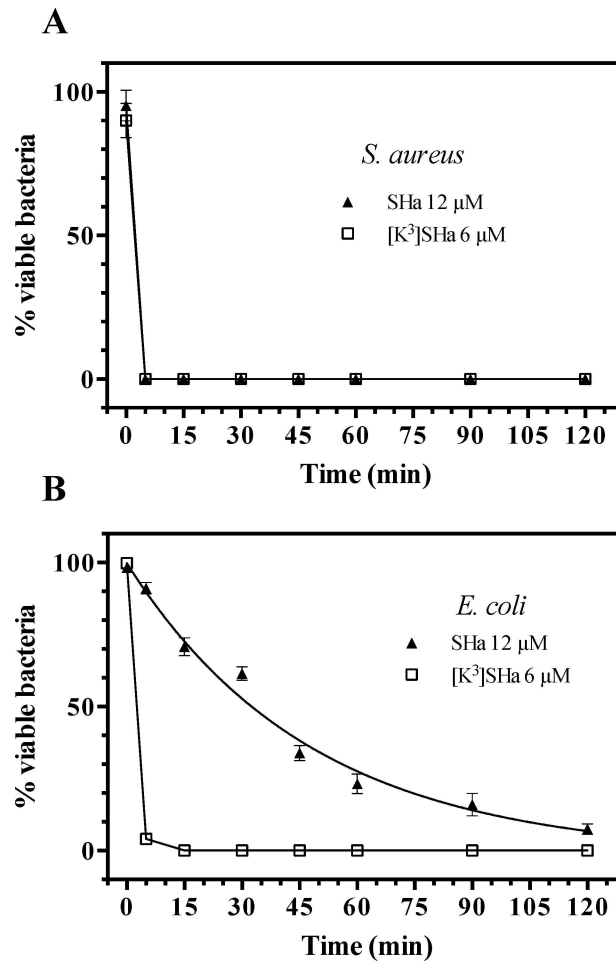 A
100
50
0
% viable bacteria
S. aureus
SHa 12 μM
[K³]SHa 6 μM
0 15 30 45 60 75 90 105 120
Time (min)
B
100
50
0
% viable bacteria
E. coli
SHa 12 μM
[K³]SHa 6 μM
0 15 30 45 60 75 90 105 120
Time (min)